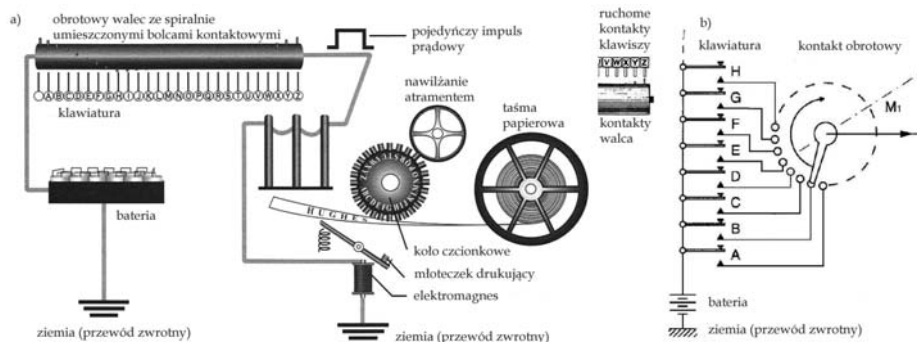 a)
obrotowy walec ze spiralnie
umieszczonymi bolcami kontaktowymi
pojedyńczy impuls
prądowy
ABCDEFGHIJKLMNOPQRSTUVWXYZ
klawiatura
nawilżanie
atramentem
taśma
papierowa
bateria
HUGHES
koło czcionkowe
młoteczek drukujący
elektromagnes
ziemia (przewód zwrotny)
ziemia (przewód zwrotny)
ruchome
kontakty
klawiszy
VWXYZ
kontakty
walca
b)
klawiatura
kontakt obrotowy
H
G
F
E
D
C
B
A
M1
bateria
ziemia (przewód zwrotny)